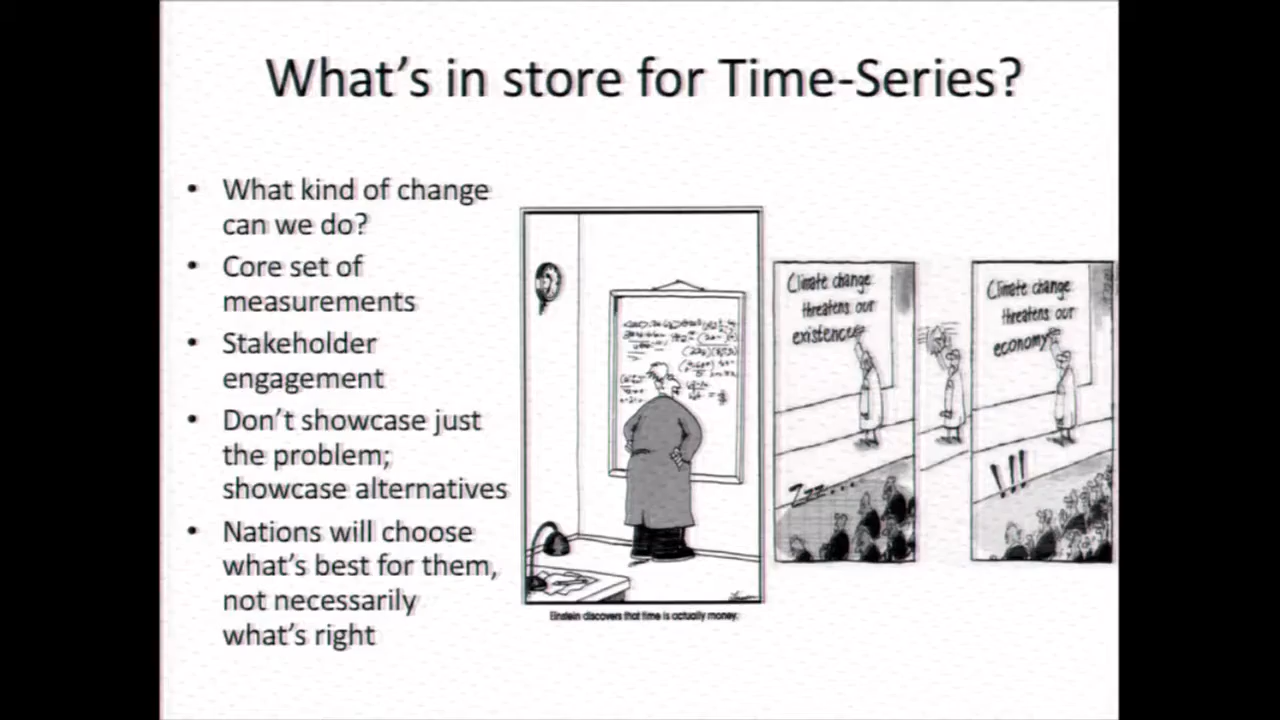 What's in store for Time-Series?
• What kind of change
can we do?
• Core set of
measurements
• Stakeholder
engagement
• Don't showcase just
the problem;
showcase alternatives
• Nations will choose
what's best for them,
not necessarily
what's right
Einstein discovers that time is actually money.
Climate change
threatens our
existence
Zzz....
Climate change
threatens our
economy
!!!